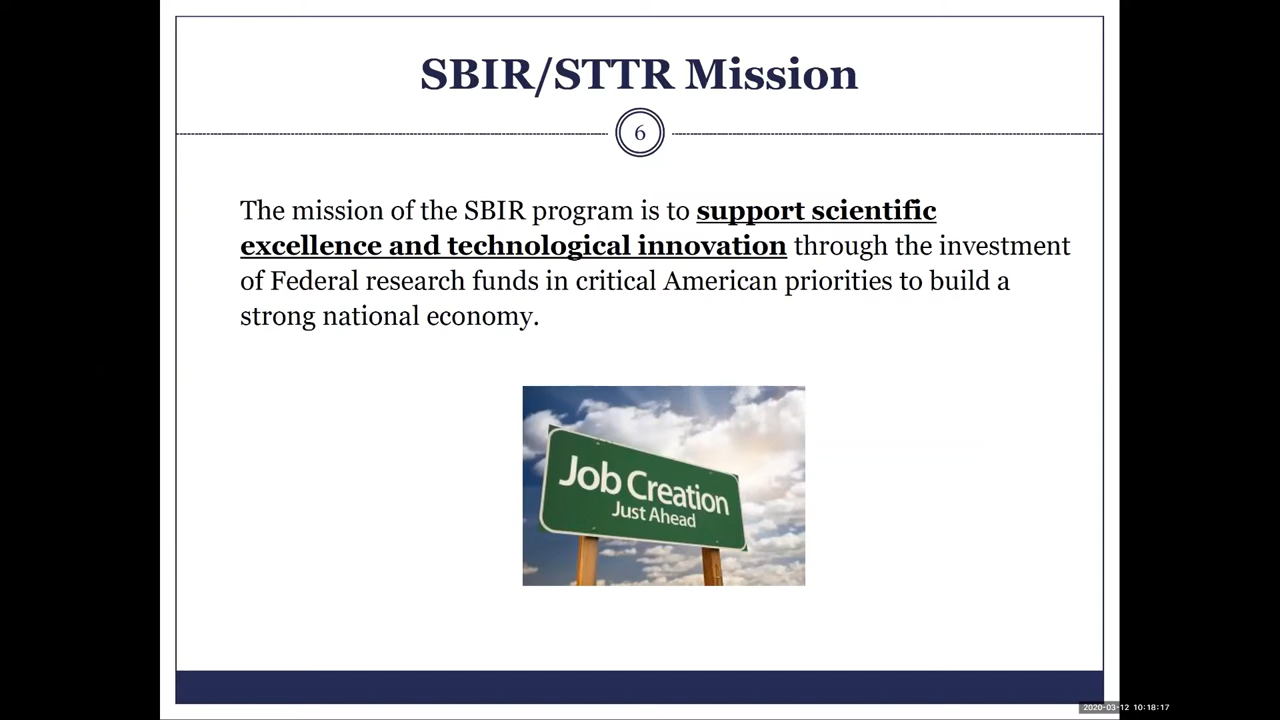 SBIR/STTR Mission
6
The mission of the SBIR program is to support scientific
excellence and technological innovation through the investment
of Federal research funds in critical American priorities to build a
strong national economy.
Job Creation
Just Ahead
2020-03-12 10:18:17